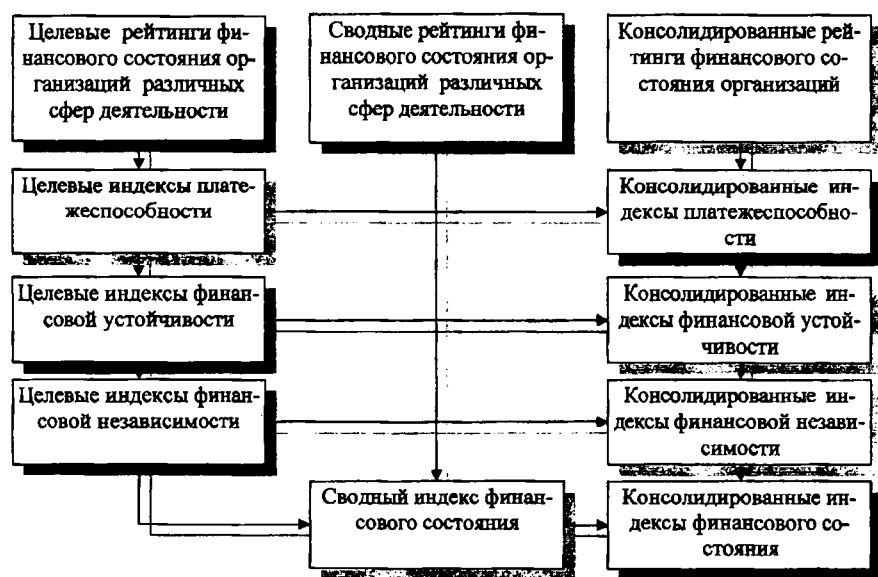 Целевые рейтинги фи-
нансового состояния ор-
ганизаций различных
сфер деятельности
Сводные рейтинги фи-
нансового состояния ор-
ганизаций различных
сфер деятельности
Консолидированные рей-
тинги финансового со-
стояния организаций
Целевые индексы плате-
жеспособности
Консолидированные ин-
дексы платежеспособно-
сти
Целевые индексы финан-
совой устойчивости
Консолидированные ин-
дексы финансовой устой-
чивости
Целевые индексы финан-
совой независимости
Консолидированные ин-
дексы финансовой незави-
симости
Сводный индекс финан-
сового состояния
Консолидированные ин-
дексы финансового со-
стояния